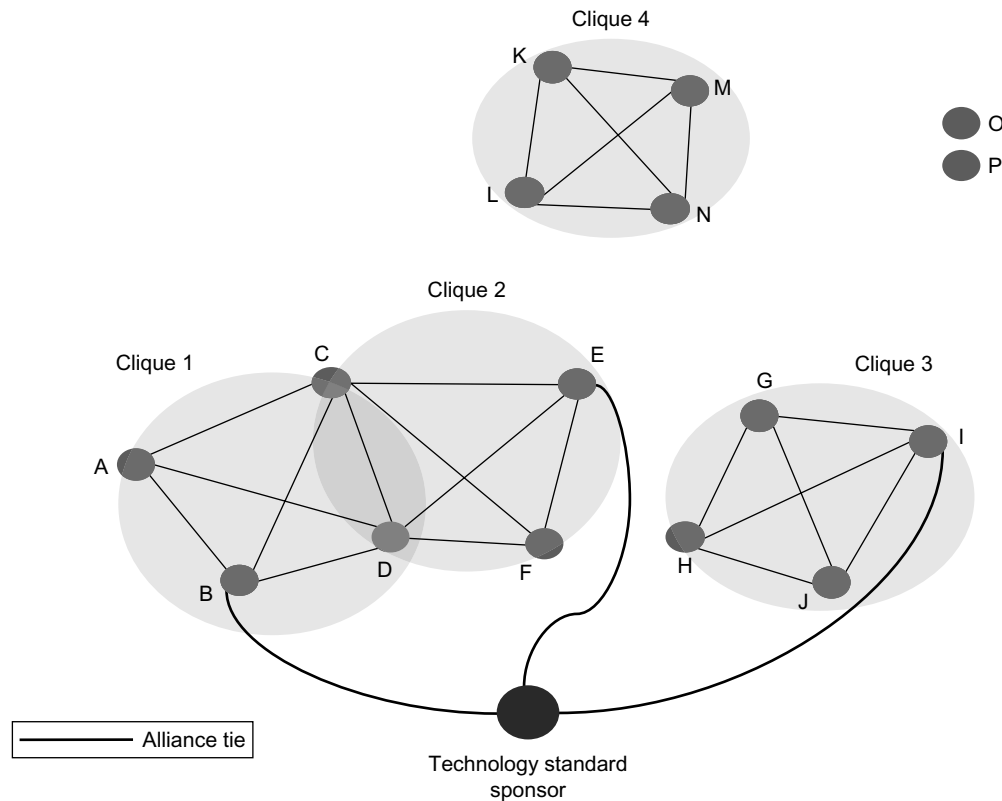 Clique 4
K
M
O
P
L
N
Clique 2
Clique 1
C
E
Clique 3
G
I
A
H
B
D
F
J
Alliance tie
Technology standard
sponsor